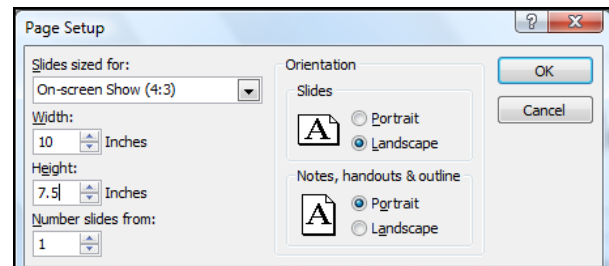 Page Setup
?
X
Slides sized for:
On-screen Show (4:3)
Width:
10 Inches
Height:
7.5 Inches
Number slides from:
1
Orientation
Slides
A
Portrait
Landscape
Notes, handouts & outline
A
Portrait
Landscape
OK
Cancel